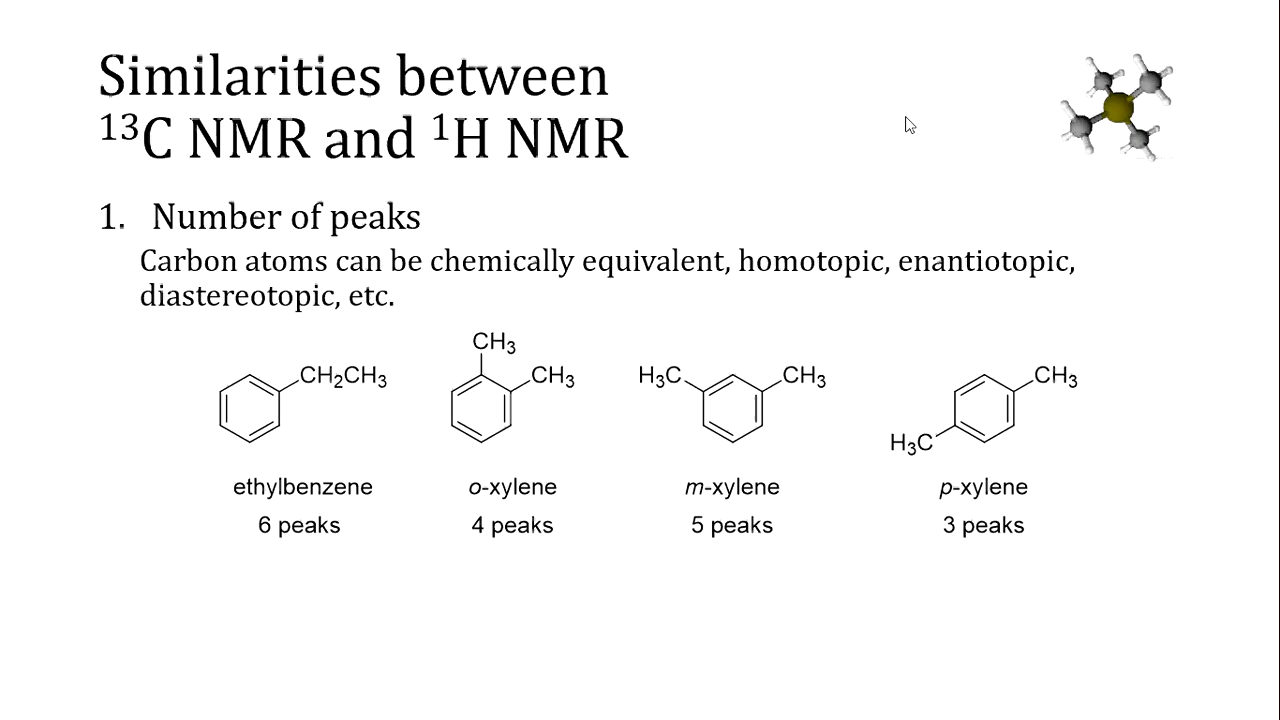 Similarities between
¹³C NMR and ¹H NMR
1. Number of peaks
Carbon atoms can be chemically equivalent, homotopic, enantiotopic,
diastereotopic, etc.
CH₂CH₃
CH₃
CH₃
H₃C
CH₃
CH₃
H₃C
ethylbenzene
o-xylene
m-xylene
p-xylene
6 peaks
4 peaks
5 peaks
3 peaks